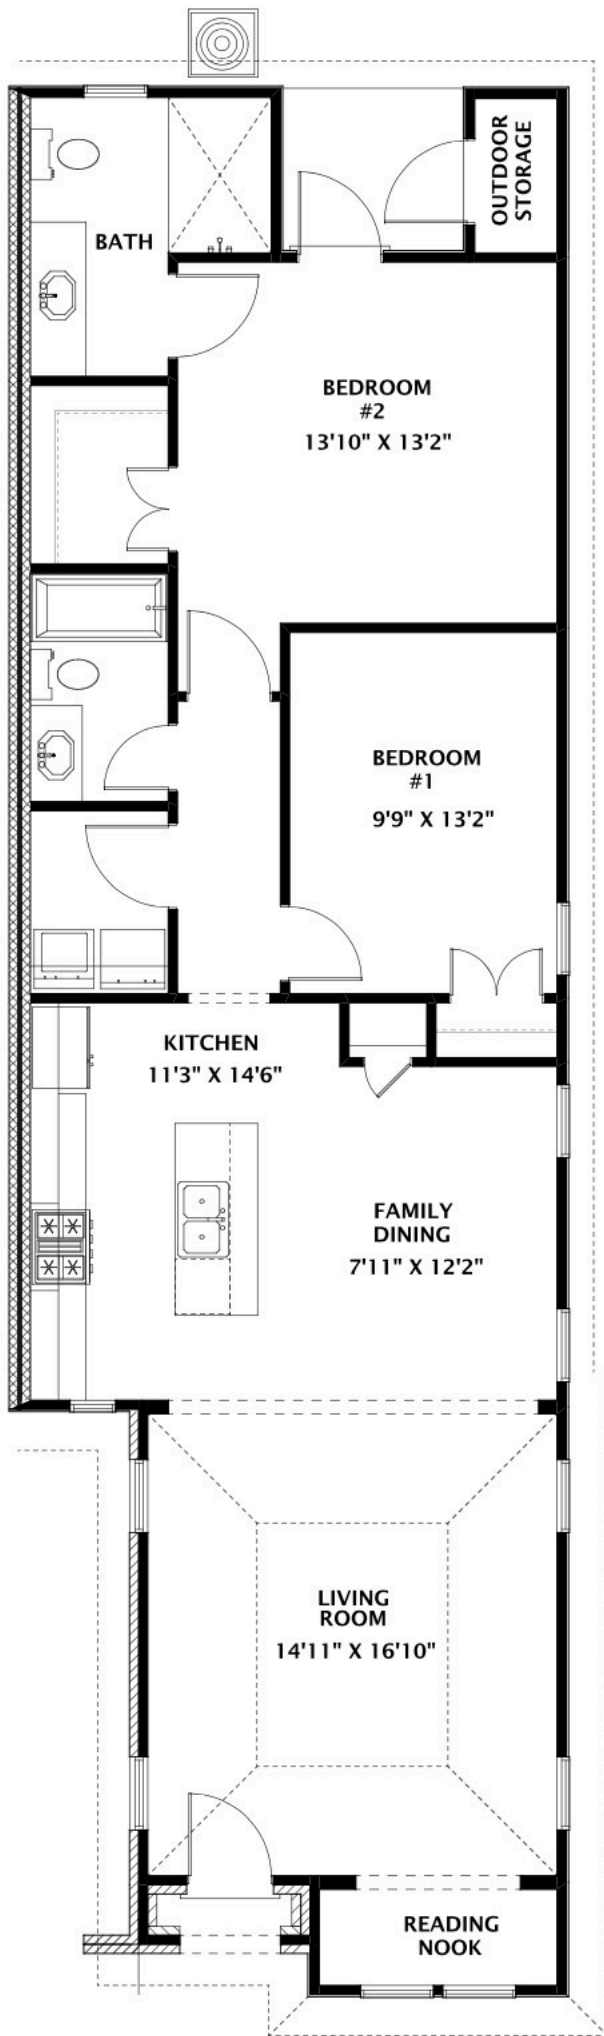 OUTDOOR
STORAGE
BATH
BEDROOM
#2
13'10" X 13'2"
BEDROOM
#1
9'9" X 13'2"
KITCHEN
11'3" X 14'6"
FAMILY
DINING
7'11" X 12'2"
LIVING
ROOM
14'11" X 16'10"
READING
NOOK